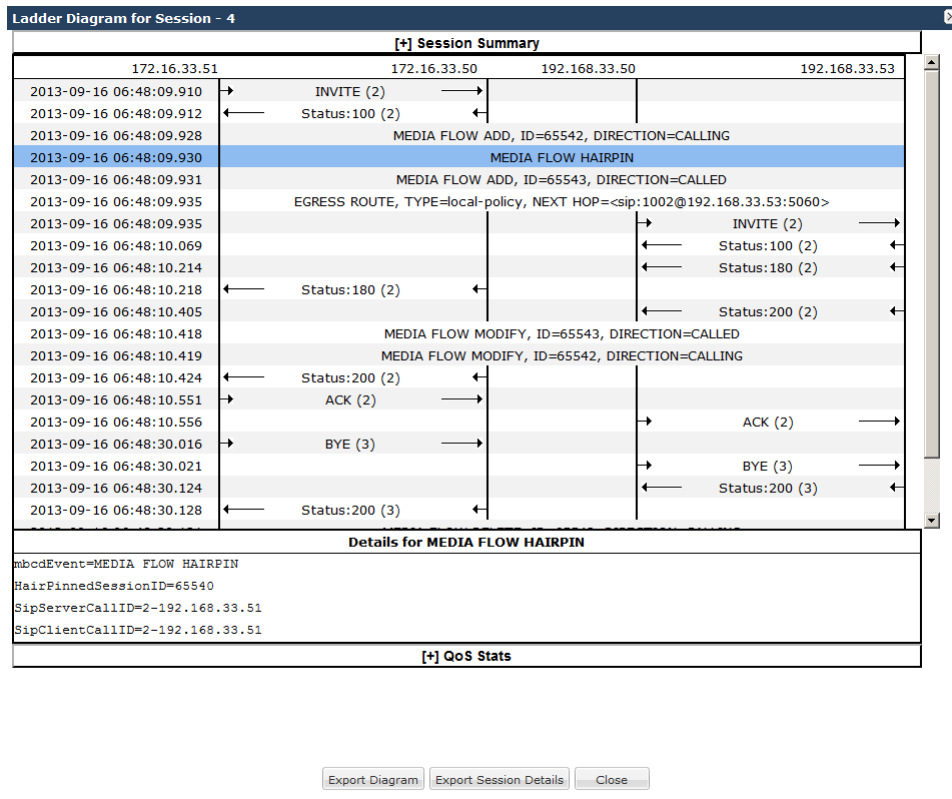 Ladder Diagram for Session - 4
[+] Session Summary
172.16.33.51 172.16.33.50 192.168.33.50 192.168.33.53
2013-09-16 06:48:09.910 INVITE (2)
2013-09-16 06:48:09.912 Status:100 (2)
2013-09-16 06:48:09.928 MEDIA FLOW ADD, ID=65542, DIRECTION=CALLING
2013-09-16 06:48:09.930 MEDIA FLOW HAIRPIN
2013-09-16 06:48:09.931 MEDIA FLOW ADD, ID=65543, DIRECTION=CALLED
2013-09-16 06:48:09.935 EGRESS ROUTE, TYPE=local-policy, NEXT HOP=<sip:1002@192.168.33.53:5060>
2013-09-16 06:48:09.935 INVITE (2)
2013-09-16 06:48:10.069 Status:100 (2)
2013-09-16 06:48:10.214 Status:180 (2)
2013-09-16 06:48:10.218 Status:180 (2)
2013-09-16 06:48:10.405 Status:200 (2)
2013-09-16 06:48:10.418 MEDIA FLOW MODIFY, ID=65543, DIRECTION=CALLED
2013-09-16 06:48:10.419 MEDIA FLOW MODIFY, ID=65542, DIRECTION=CALLING
2013-09-16 06:48:10.424 Status:200 (2)
2013-09-16 06:48:10.551 ACK (2)
2013-09-16 06:48:10.556 ACK (2)
2013-09-16 06:48:30.016 BYE (3)
2013-09-16 06:48:30.021 BYE (3)
2013-09-16 06:48:30.124 Status:200 (3)
2013-09-16 06:48:30.128 Status:200 (3)
Details for MEDIA FLOW HAIRPIN
mbcdEvent=MEDIA FLOW HAIRPIN
HairPinnedSessionID=65540
SipServerCallID=2-192.168.33.51
SipClientCallID=2-192.168.33.51
[+] QoS Stats
Export Diagram Export Session Details Close